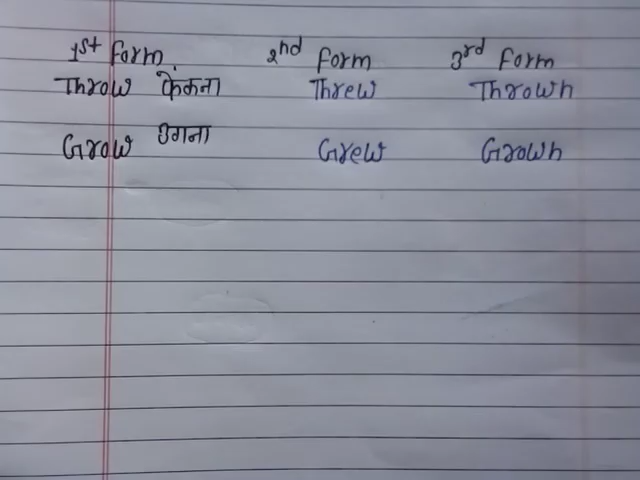 1st Form 2nd Form 3rd Form
Throw फेंकना Threw Thrown
Grow उगना Grew Grown